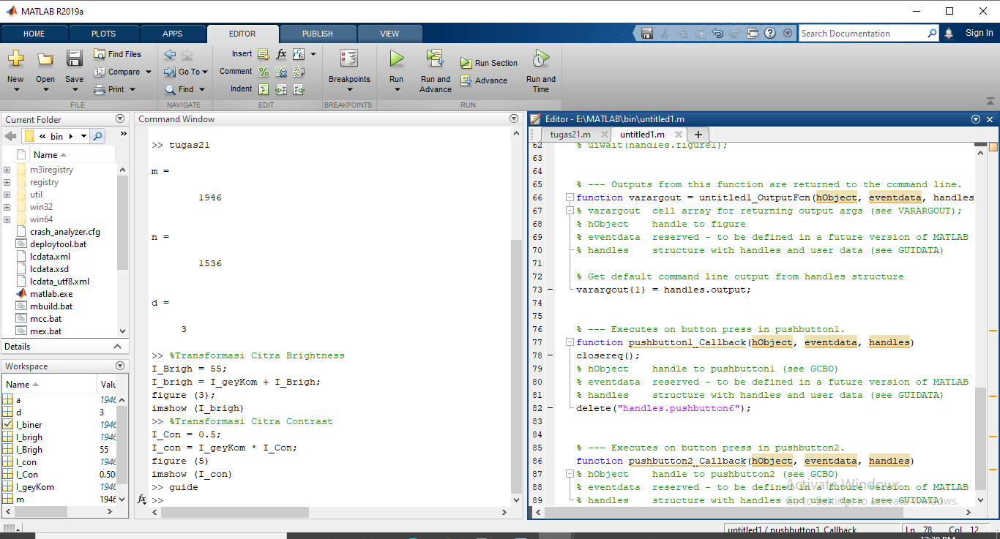 MATLAB R2019a
HOME PLOTS APPS EDITOR PUBLISH VIEW
Search Documentation
Sign In
New
Open
Save
Find Files
Compare
Print
FILE
Go To
Find
NAVIGATE
Insert
fx
Comment
Indent
EDIT
Breakpoints
BREAKPOINTS
Run
Run and
Advance
Run Section
Advance
Run and
Time
RUN
Current Folder
« bin
»
Name
m3iregistry
registry
util
win32
win64
crash_analyzer.cfg
deploytool.bat
lcdata.xml
lcdata.xsd
lcdata_utf8.xml
matlab.exe
mbuild.bat
mcc.bat
mex.bat
Details
Workspace
Name Valu
a 1946
d 3
I_biner 1946
I_brigh 1946
I_Brigh 55
I_con 1946
I_Con 0.50
I_geyKom 1946
m 1946
Command Window
>> tugas21
m =
1946
n =
1536
d =
3
>> %Transformasi Citra Brightness
I_Brigh = 55;
I_brigh = I_geyKom + I_Brigh;
figure (3);
imshow (I_brigh)
>> %Transformasi Citra Contrast
I_Con = 0.5;
I_con = I_geyKom * I_Con;
figure (5)
imshow (I_con)
>> guide
fx >>
Editor - E:\MATLAB\bin\untitled1.m
tugas21.m untitled1.m +
62 % uiwait(handles.figure1);
63
64
65 % --- Outputs from this function are returned to the command line.
66 function varargout = untitled1_OutputFcn(hObject, eventdata, handles
67 % varargout  cell array for returning output args (see VARARGOUT);
68 % hObject    handle to figure
69 % eventdata  reserved - to be defined in a future version of MATLAB
70 % handles    structure with handles and user data (see GUIDATA)
71
72 % Get default command line output from handles structure
73 varargout{1} = handles.output;
74
75
76 % --- Executes on button press in pushbutton1.
77 function pushbutton1_Callback(hObject, eventdata, handles)
78 closereq();
79 % hObject    handle to pushbutton1 (see GCBO)
80 % eventdata  reserved - to be defined in a future version of MATLAB
81 % handles    structure with handles and user data (see GUIDATA)
82 delete("handles.pushbutton6");
83
84
85 % --- Executes on button press in pushbutton2.
86 function pushbutton2_Callback(hObject, eventdata, handles)
87 % hObject    handle to pushbutton2 (see GCBO)
88 % eventdata  reserved - to be defined in a future version of MATLAB
89 % handles    structure with handles and user data (see GUIDATA)
Activate Windows
Go to Settings to activate Windows.
untitled1 / pushbutton1_Callback
Ln 78 Col 12
12:20 PM